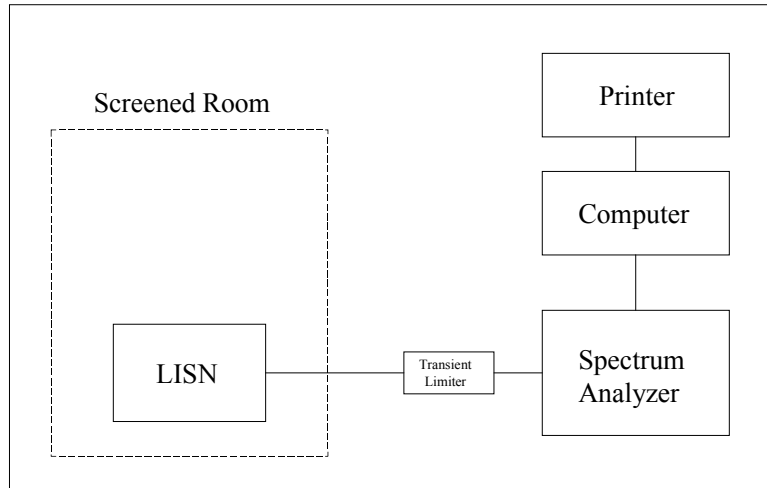 Screened Room
Printer
Computer
LISN
Transient
Limiter
Spectrum
Analyzer